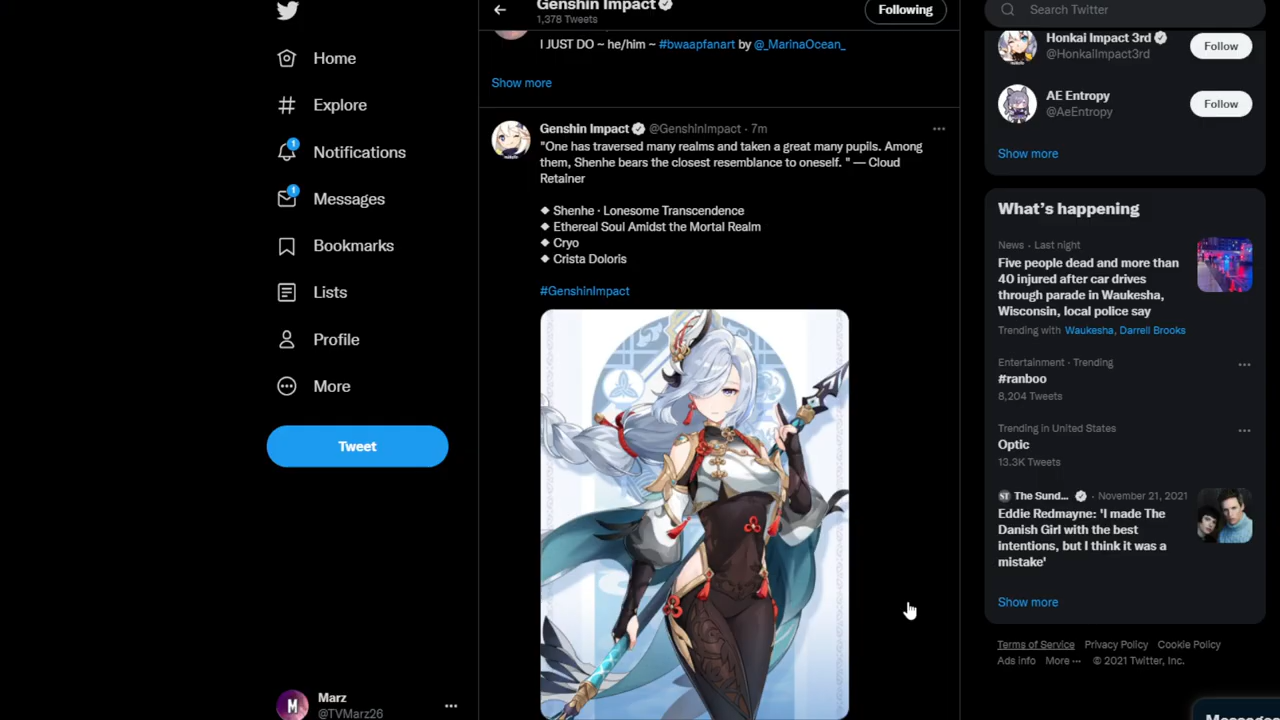 Home
Explore
1
Notifications
1
Messages
Bookmarks
Lists
Profile
More
Tweet
M
Marz
@TVMarz26
Genshin Impact
1,378 Tweets
Following
I JUST DO ~ he/him ~ #bwaapfanart by @_MarinaOcean_
Show more
Genshin Impact @GenshinImpact · 7m
"One has traversed many realms and taken a great many pupils. Among
them, Shenhe bears the closest resemblance to oneself. " — Cloud
Retainer
◆ Shenhe · Lonesome Transcendence
◆ Ethereal Soul Amidst the Mortal Realm
◆ Cryo
◆ Crista Doloris
#GenshinImpact
Search Twitter
Honkai Impact 3rd
@HonkaiImpact3rd
Follow
AE Entropy
@AeEntropy
Follow
Show more
What's happening
News · Last night
Five people dead and more than
40 injured after car drives
through parade in Waukesha,
Wisconsin, local police say
Trending with Waukesha, Darrell Brooks
Entertainment · Trending
#ranboo
8,204 Tweets
Trending in United States
Optic
13.3K Tweets
ST The Sund... · November 21, 2021
Eddie Redmayne: 'I made The
Danish Girl with the best
intentions, but I think it was a
mistake'
Show more
Terms of Service Privacy Policy Cookie Policy
Ads info More ··· © 2021 Twitter, Inc.
Messages